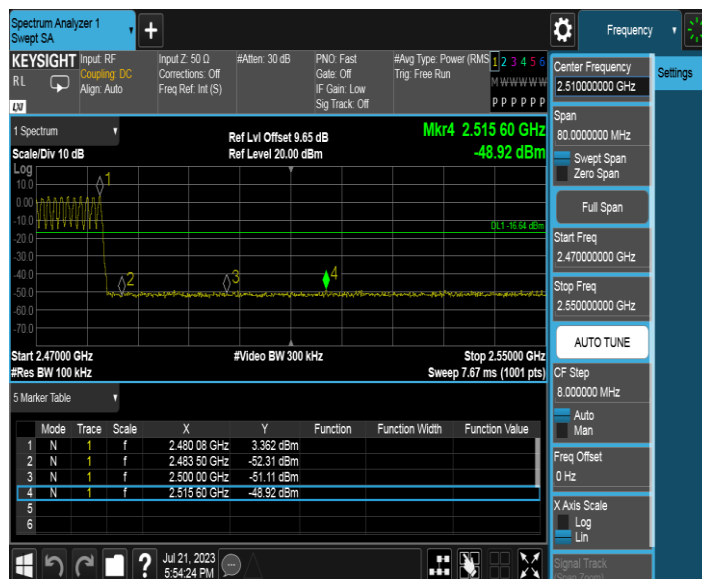 Spectrum Analyzer 1
Swept SA
+
Frequency
KEYSIGHT Input: RF Input Z: 50 Ω #Atten: 30 dB PNO: Fast #Avg Type: Power (RMS 1 2 3 4 5 6
RL Coupling: DC Corrections: Off Gate: Off Trig: Free Run M W W W W W
Align: Auto Freq Ref: Int (S) IF Gain: Low
Sig Track: Off P P P P P P
LXI
Center Frequency
2.510000000 GHz
Settings
Span
80.0000000 MHz
Swept Span
Zero Span
Full Span
Start Freq
2.470000000 GHz
Stop Freq
2.550000000 GHz
AUTO TUNE
CF Step
8.000000 MHz
Auto
Man
Freq Offset
0 Hz
X Axis Scale
Log
Lin
Signal Track
(Span Zoom)
1 Spectrum
Scale/Div 10 dB
Ref Lvl Offset 9.65 dB
Ref Level 20.00 dBm
Mkr4 2.515 60 GHz
-48.92 dBm
Log
10.0
0.00
-10.0
-20.0
-30.0
-40.0
-50.0
-60.0
-70.0
1
2
3
4
DL1 -16.64 dBm
Start 2.47000 GHz #Video BW 300 kHz Stop 2.55000 GHz
#Res BW 100 kHz Sweep 7.67 ms (1001 pts)
5 Marker Table
Mode Trace Scale X Y Function Function Width Function Value
1 N 1 f 2.480 08 GHz 3.362 dBm
2 N 1 f 2.483 50 GHz -52.31 dBm
3 N 1 f 2.500 00 GHz -51.11 dBm
4 N 1 f 2.515 60 GHz -48.92 dBm
5
6
?
Jul 21, 2023
5:54:24 PM